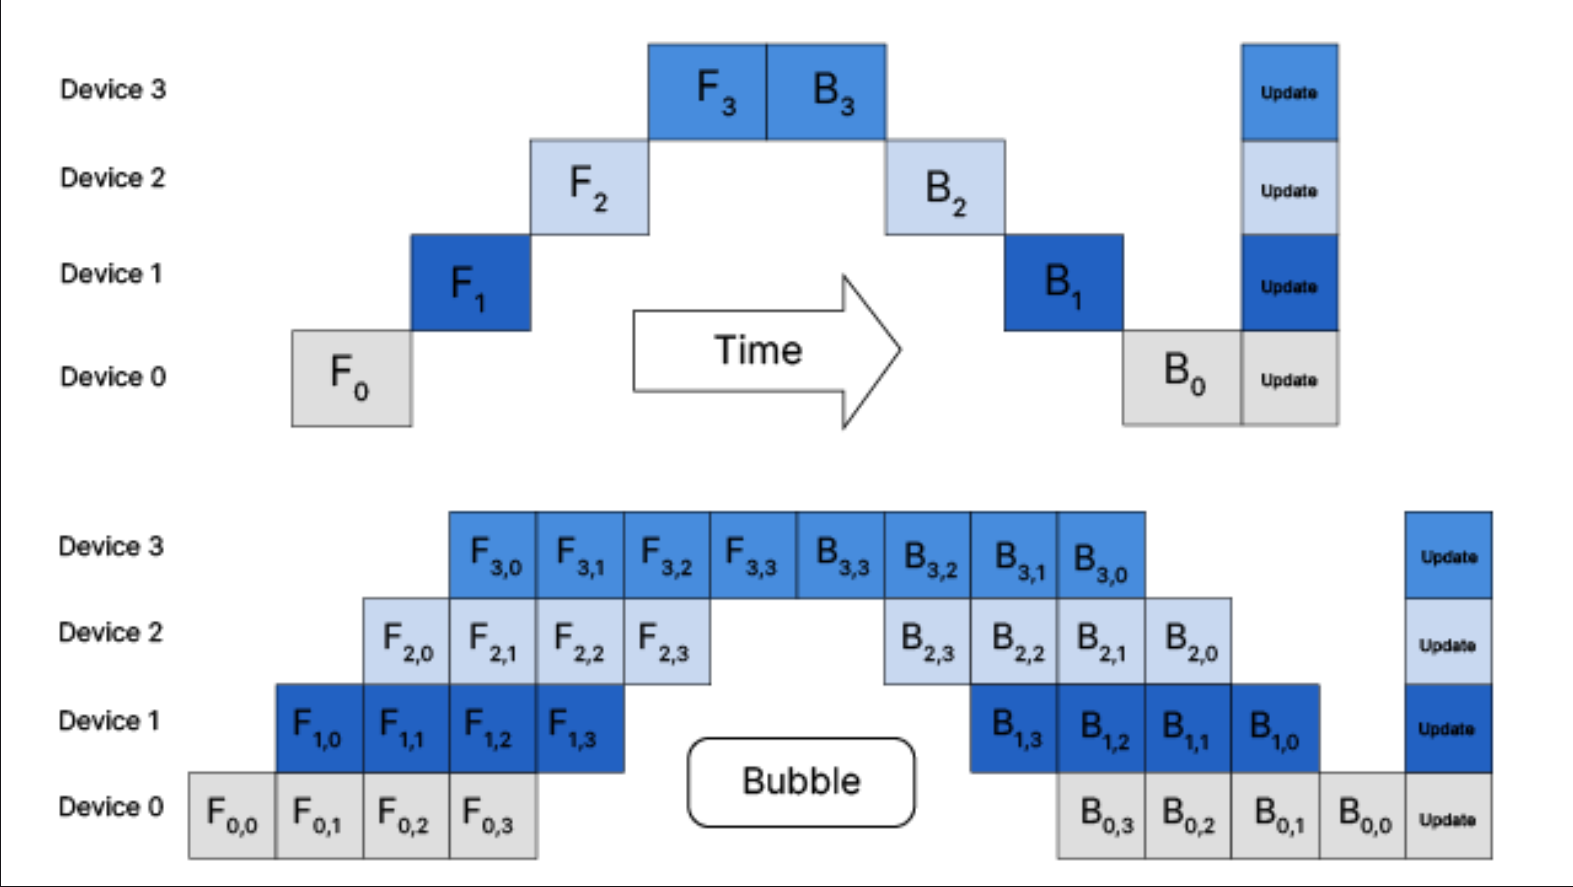 Device 3 F3 B3 Update
Device 2 F2 B2 Update
Device 1 F1 B1 Update
Time
Device 0 F0 B0 Update
Device 3 F3,0 F3,1 F3,2 F3,3 B3,3 B3,2 B3,1 B3,0 Update
Device 2 F2,0 F2,1 F2,2 F2,3 B2,3 B2,2 B2,1 B2,0 Update
Device 1 F1,0 F1,1 F1,2 F1,3 B1,3 B1,2 B1,1 B1,0 Update
Bubble
Device 0 F0,0 F0,1 F0,2 F0,3 B0,3 B0,2 B0,1 B0,0 Update